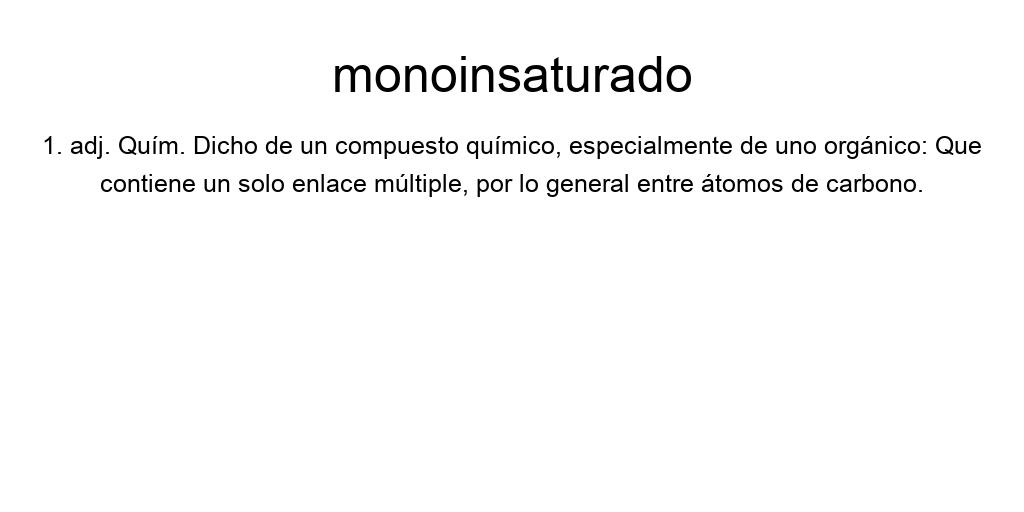 monoinsaturado
1. adj. Quím. Dicho de un compuesto químico, especialmente de uno orgánico: Que
contiene un solo enlace múltiple, por lo general entre átomos de carbono.